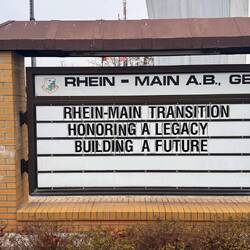 RHEIN - MAIN A.B., GE
RHEIN-MAIN TRANSITION
HONORING A LEGACY
BUILDING A FUTURE